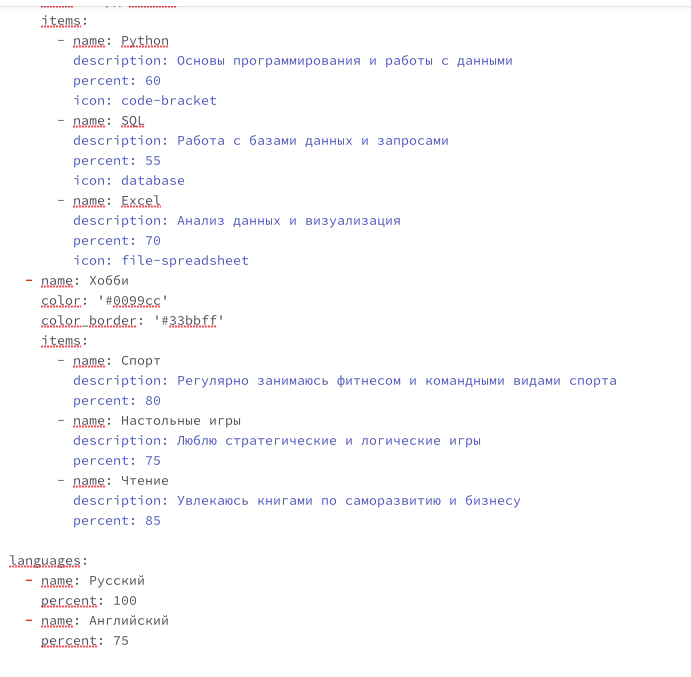 items:
- name: Python
description: Основы программирования и работы с данными
percent: 60
icon: code-bracket
- name: SQL
description: Работа с базами данных и запросами
percent: 55
icon: database
- name: Excel
description: Анализ данных и визуализация
percent: 70
icon: file-spreadsheet
- name: Хобби
color: '#0099cc'
color_border: '#33bbff'
items:
- name: Спорт
description: Регулярно занимаюсь фитнесом и командными видами спорта
percent: 80
- name: Настольные игры
description: Люблю стратегические и логические игры
percent: 75
- name: Чтение
description: Увлекаюсь книгами по саморазвитию и бизнесу
percent: 85
languages:
- name: Русский
percent: 100
- name: Английский
percent: 75